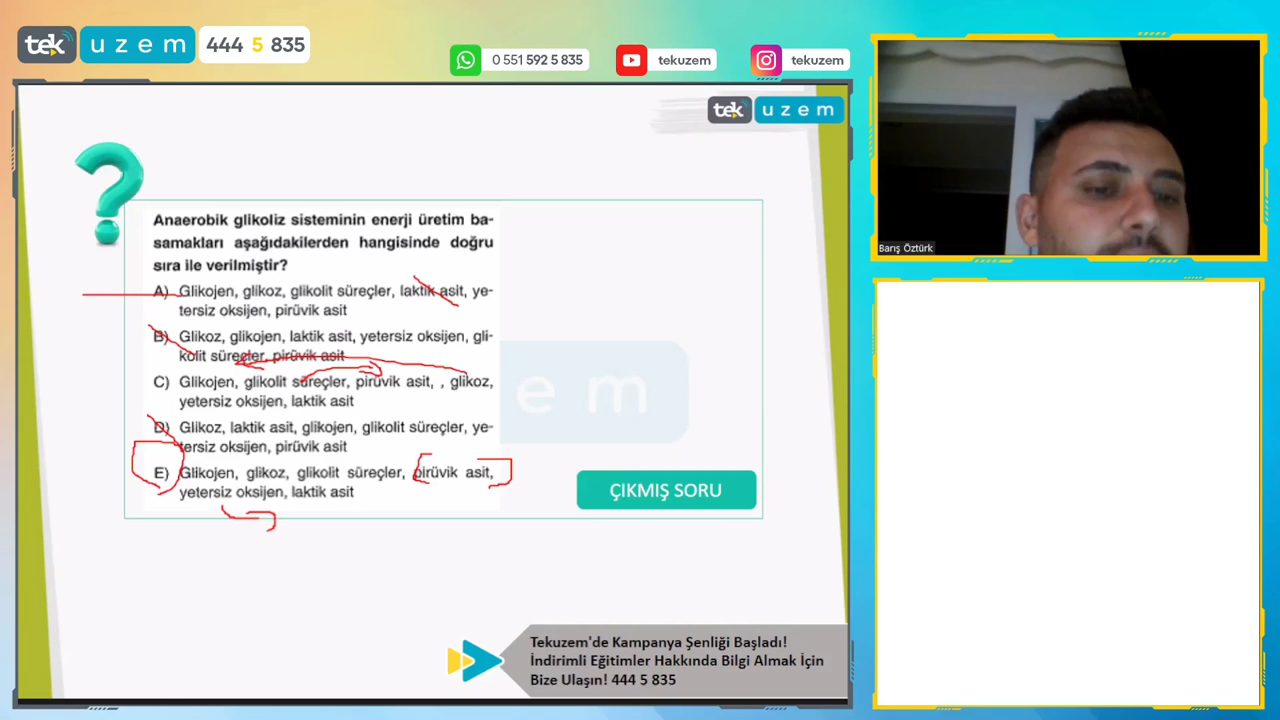 tek uzem 444 5 835
0 551 592 5 835
tekuzem
tekuzem
tek uzem
Anaerobik glikoliz sisteminin enerji üretim ba-
samakları aşağıdakilerden hangisinde doğru
sıra ile verilmiştir?
A) Glikojen, glikoz, glikolit süreçler, laktik asit, ye-
tersiz oksijen, pirüvik asit
B) Glikoz, glikojen, laktik asit, yetersiz oksijen, gli-
kolit süreçler, pirüvik asit
C) Glikojen, glikolit süreçler, pirüvik asit, , glikoz,
yetersiz oksijen, laktik asit
D) Glikoz, laktik asit, glikojen, glikolit süreçler, ye-
tersiz oksijen, pirüvik asit
E) Glikojen, glikoz, glikolit süreçler, pirüvik asit,
yetersiz oksijen, laktik asit
e m
ÇIKMIŞ SORU
Barış Öztürk
Tekuzem'de Kampanya Şenliği Başladı!
İndirimli Eğitimler Hakkında Bilgi Almak İçin
Bize Ulaşın! 444 5 835